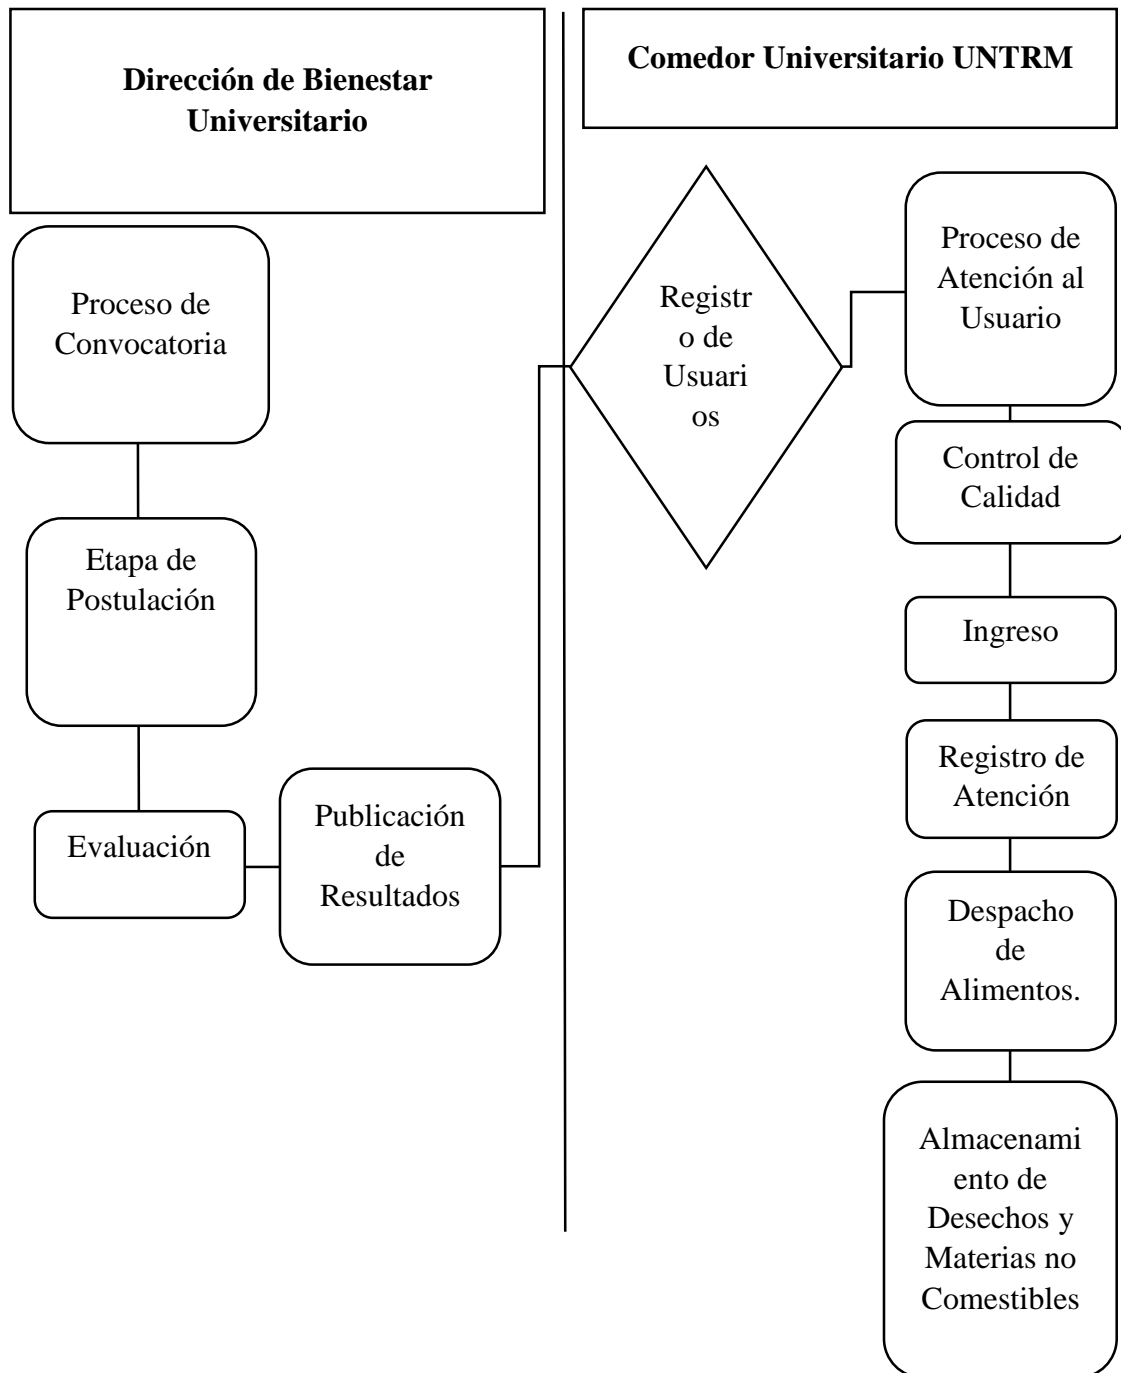 Dirección de Bienestar
Universitario
Proceso de
Convocatoria
Etapa de
Postulación
Evaluación
Publicación
de
Resultados
Comedor Universitario UNTRM
Registr
o de
Usuari
os
Proceso de
Atención al
Usuario
Control de
Calidad
Ingreso
Registro de
Atención
Despacho
de
Alimentos.
Almacenami
ento de
Desechos y
Materias no
Comestibles